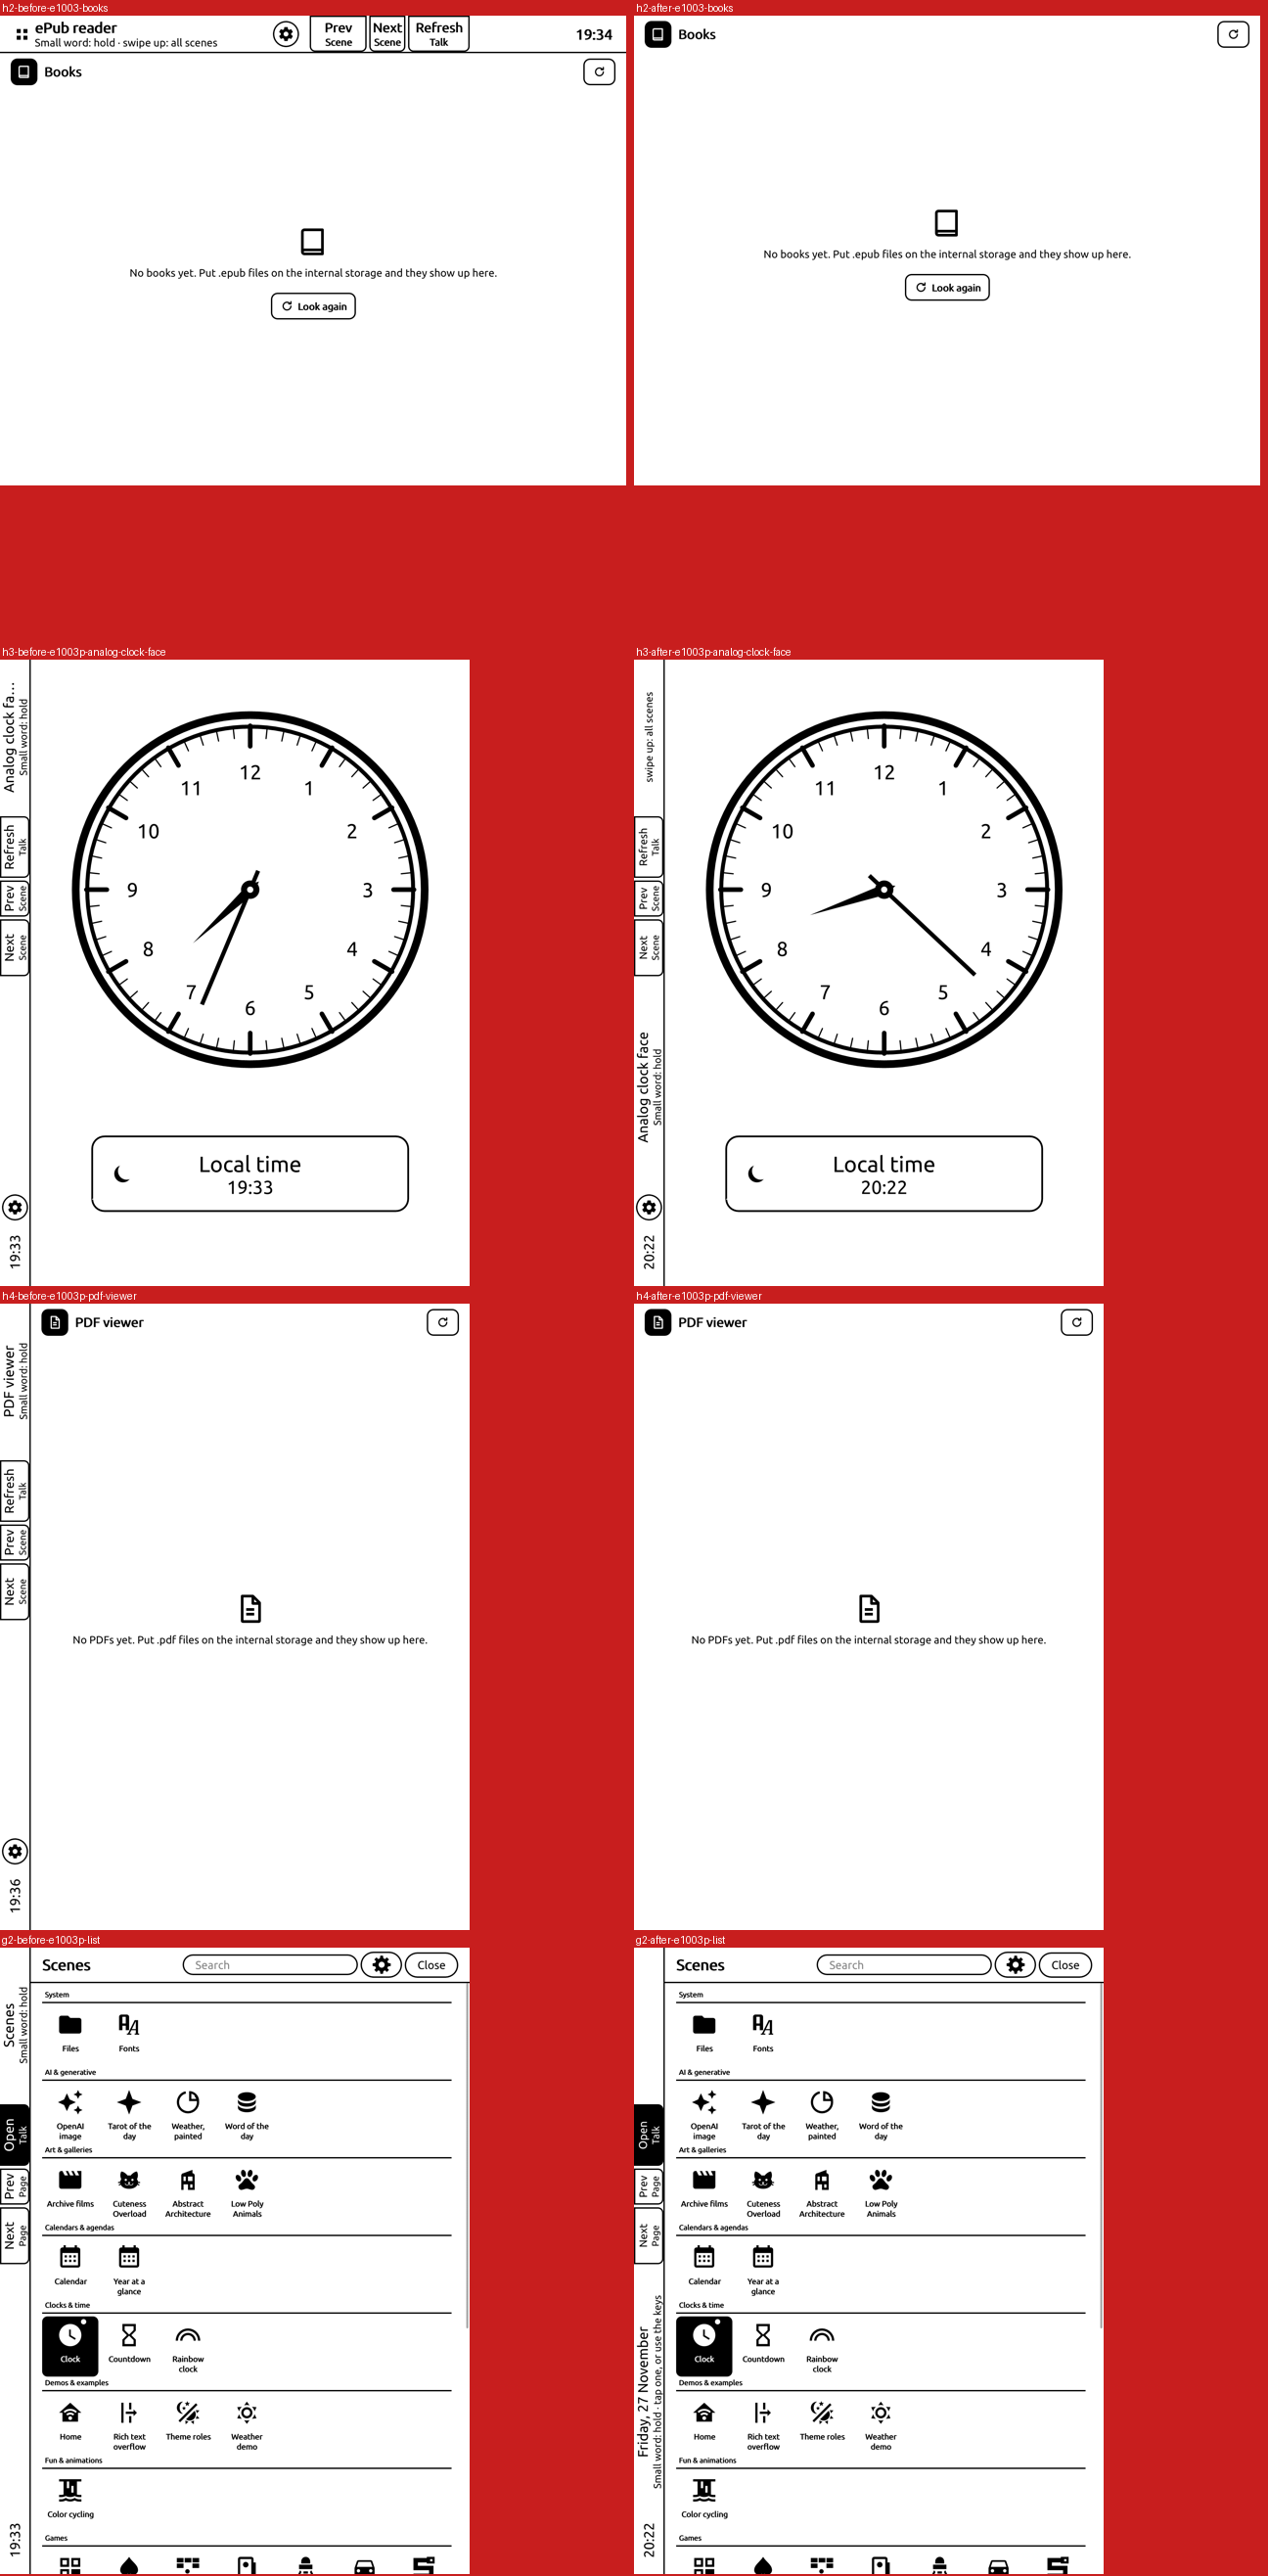 h2-before-e1003-books
ePub reader
Small word: hold · swipe up: all scenes
Prev
Scene
Next
Scene
Refresh
Talk
19:34
Books
No books yet. Put .epub files on the internal storage and they show up here.
Look again
h2-after-e1003-books
Books
No books yet. Put .epub files on the internal storage and they show up here.
Look again
h3-before-e1003p-analog-clock-face
Analog clock fa...
Small word: hold
Refresh
Talk
Prev
Scene
Next
Scene
19:33
12
1
2
3
4
5
6
7
8
9
10
11
Local time
19:33
h3-after-e1003p-analog-clock-face
swipe up: all scenes
Refresh
Talk
Prev
Scene
Next
Scene
Analog clock face
Small word: hold
20:22
12
1
2
3
4
5
6
7
8
9
10
11
Local time
20:22
h4-before-e1003p-pdf-viewer
PDF viewer
Small word: hold
Refresh
Talk
Prev
Scene
Next
Scene
19:36
PDF viewer
No PDFs yet. Put .pdf files on the internal storage and they show up here.
h4-after-e1003p-pdf-viewer
PDF viewer
No PDFs yet. Put .pdf files on the internal storage and they show up here.
g2-before-e1003p-list
Scenes
Small word: hold
Open
Talk
Prev
Page
Next
Page
19:33
Scenes
Search
Close
System
Files
Fonts
AI & generative
OpenAI image
Tarot of the day
Weather, painted
Word of the day
Art & galleries
Archive films
Cuteness Overload
Abstract Architecture
Low Poly Animals
Calendars & agendas
Calendar
Year at a glance
Clocks & time
Clock
Countdown
Rainbow clock
Demos & examples
Home
Rich text overflow
Theme roles
Weather demo
Fun & animations
Color cycling
Games
g2-after-e1003p-list
Open
Talk
Prev
Page
Next
Page
Friday, 27 November
Small word: hold · tap one, or use the keys
20:22
Scenes
Search
Close
System
Files
Fonts
AI & generative
OpenAI image
Tarot of the day
Weather, painted
Word of the day
Art & galleries
Archive films
Cuteness Overload
Abstract Architecture
Low Poly Animals
Calendars & agendas
Calendar
Year at a glance
Clocks & time
Clock
Countdown
Rainbow clock
Demos & examples
Home
Rich text overflow
Theme roles
Weather demo
Fun & animations
Color cycling
Games